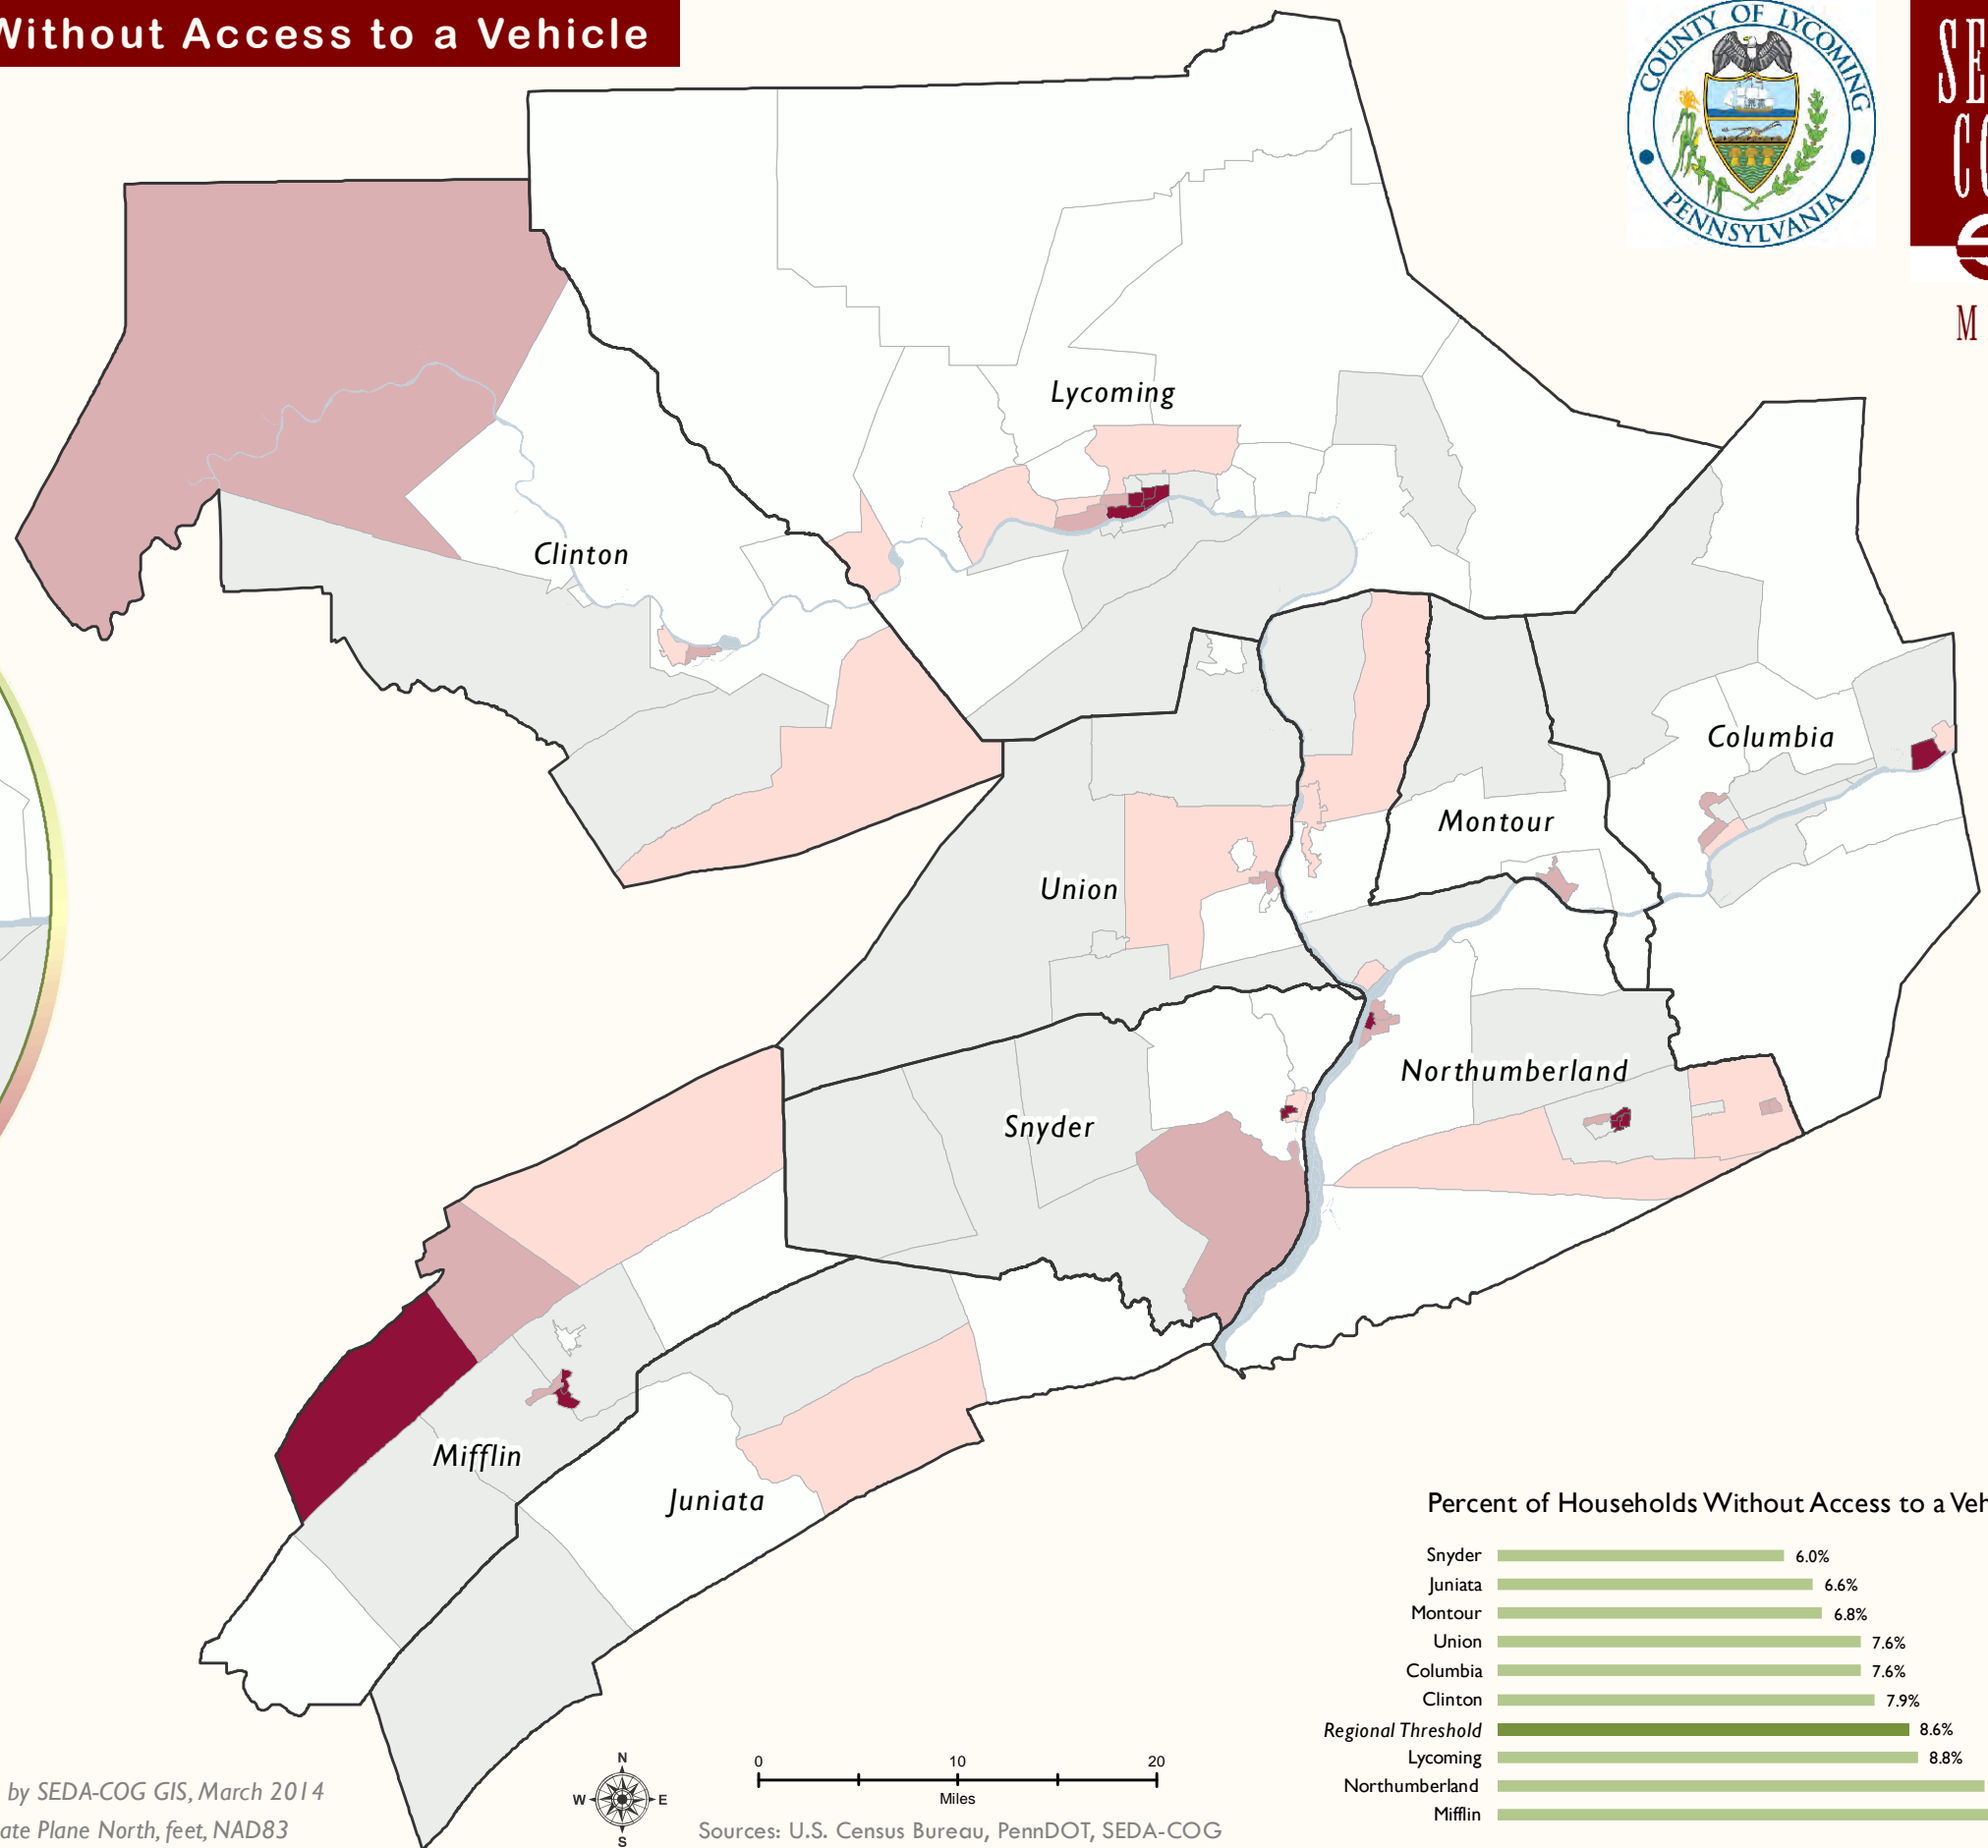 Without Access to a Vehicle
COUNTY OF LYCOMING
PENNSYLVANIA
Lycoming
Clinton
Columbia
Montour
Union
Northumberland
Snyder
Mifflin
Juniata
Percent of Households Without Access to a
Snyder 6.0%
Juniata 6.6%
Montour 6.8%
Union 7.6%
Columbia 7.6%
Clinton 7.9%
Regional Threshold 8.6%
Lycoming 8.8%
Northumberland
Mifflin
N
W E
S
0 10 20
Miles
by SEDA-COG GIS, March 2014
Plane North, feet, NAD83
Sources: U.S. Census Bureau, PennDOT, SEDA-COG